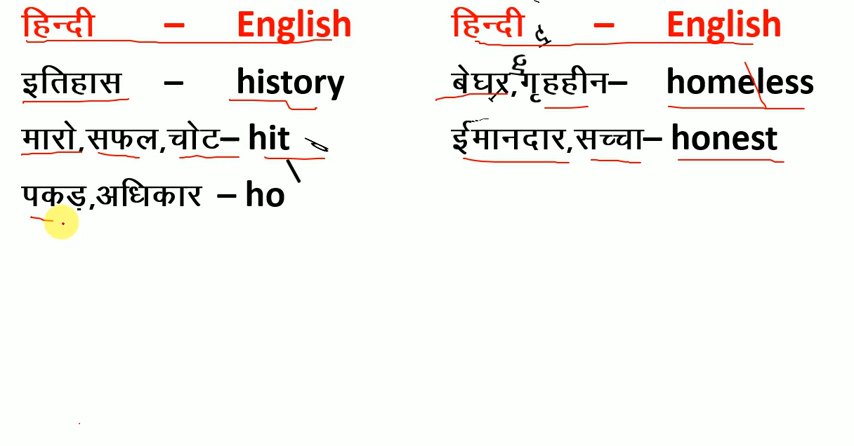 हिन्दी – English
इतिहास – history
मारो,सफल,चोट– hit
पकड़,अधिकार – ho
हिन्दी – English
बेघर,गृहहीन– homeless
ईमानदार,सच्चा– honest